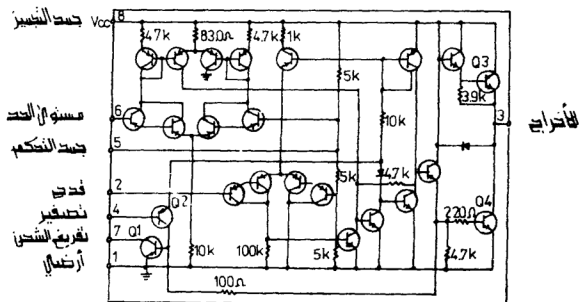 جهد التجهيز Vcc 8
4.7k 830Ω 4.7k 1k
Q3
5k
3.9k
مستوى الحد 6
10k
3 الأخراج
جهد التحكم 5
قدح 2
5k 4.7k
تصفير 4 Q2
220Ω Q4
تفريغ الشحن 7 Q1
10k 100k 5k 4.7k
أرضي 1
100Ω